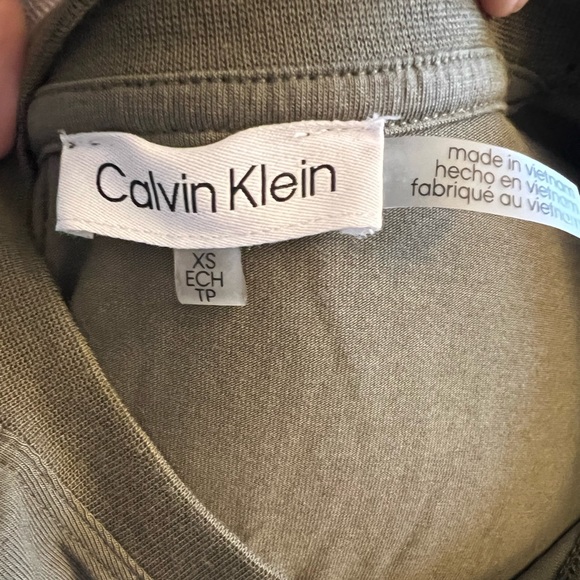 Calvin Klein
XS
ECH
TP
made in vietnam
hecho en vietnam
fabriqué au vietnam